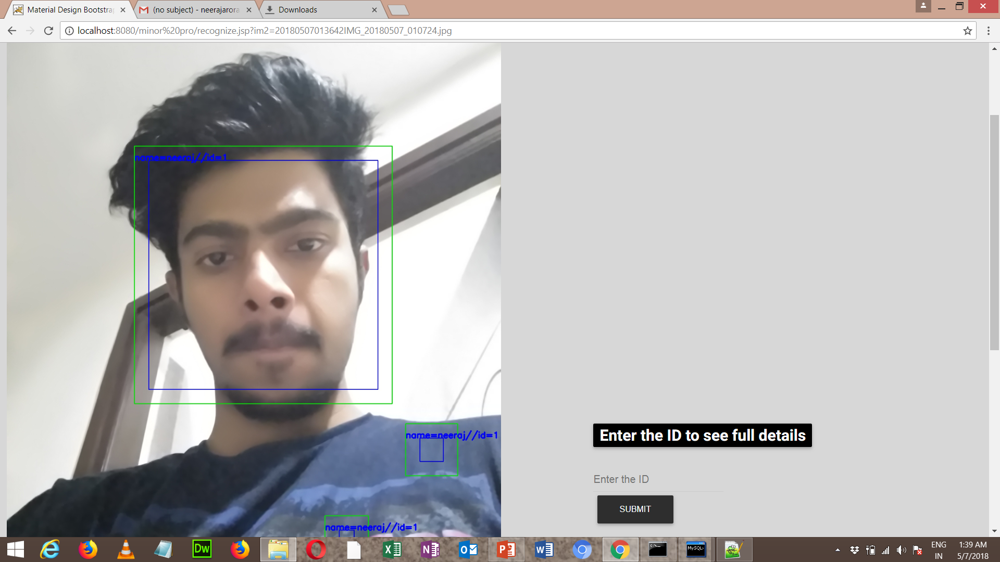 Material Design Bootstra
(no subject) - neerajarora
Downloads
localhost:8080/minor%20pro/recognize.jsp?im2=20180507013642IMG_20180507_010724.jpg
name=neeraj//id=1
name=neeraj//id=1
name=neeraj//id=1
Enter the ID to see full details
Enter the ID
SUBMIT
Dw
MySQL>
ENG
IN
1:39 AM
5/7/2018